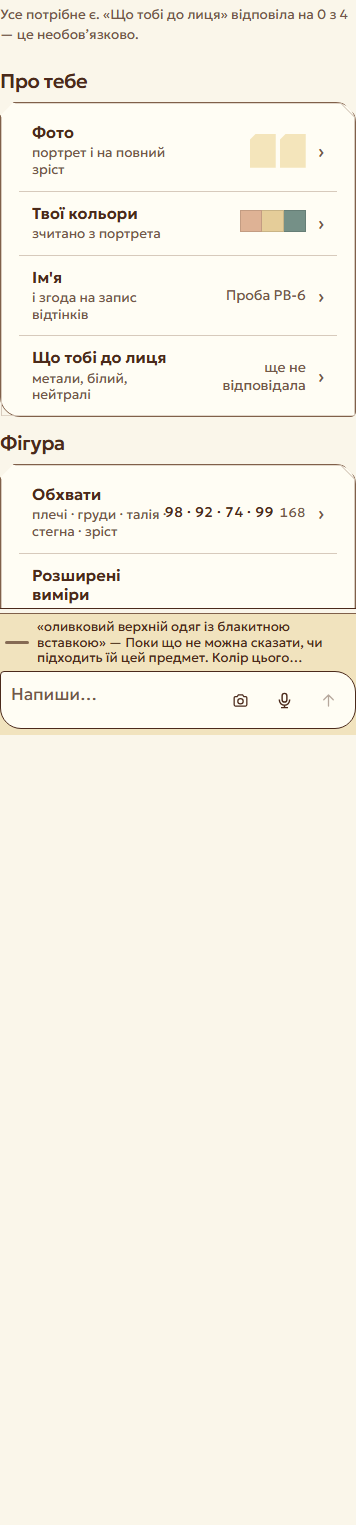 Усе потрібне є. «Що тобі до лиця» відповіла на 0 з 4
— це необов’язково.
Про тебе
Фото
портрет і на повний
зріст
›
Твої кольори
зчитано з портрета
›
Ім'я
і згода на запис
відтінків
Проба РВ-6 ›
Що тобі до лиця
метали, білий,
нейтралі
ще не
відповідала
›
Фігура
Обхвати
плечі · груди · талія ·
стегна · зріст
98 · 92 · 74 · 99 168 ›
Розширені
виміри
«оливковий верхній одяг із блакитною
вставкою» — Поки що не можна сказати, чи
підходить їй цей предмет. Колір цього…
Напиши…